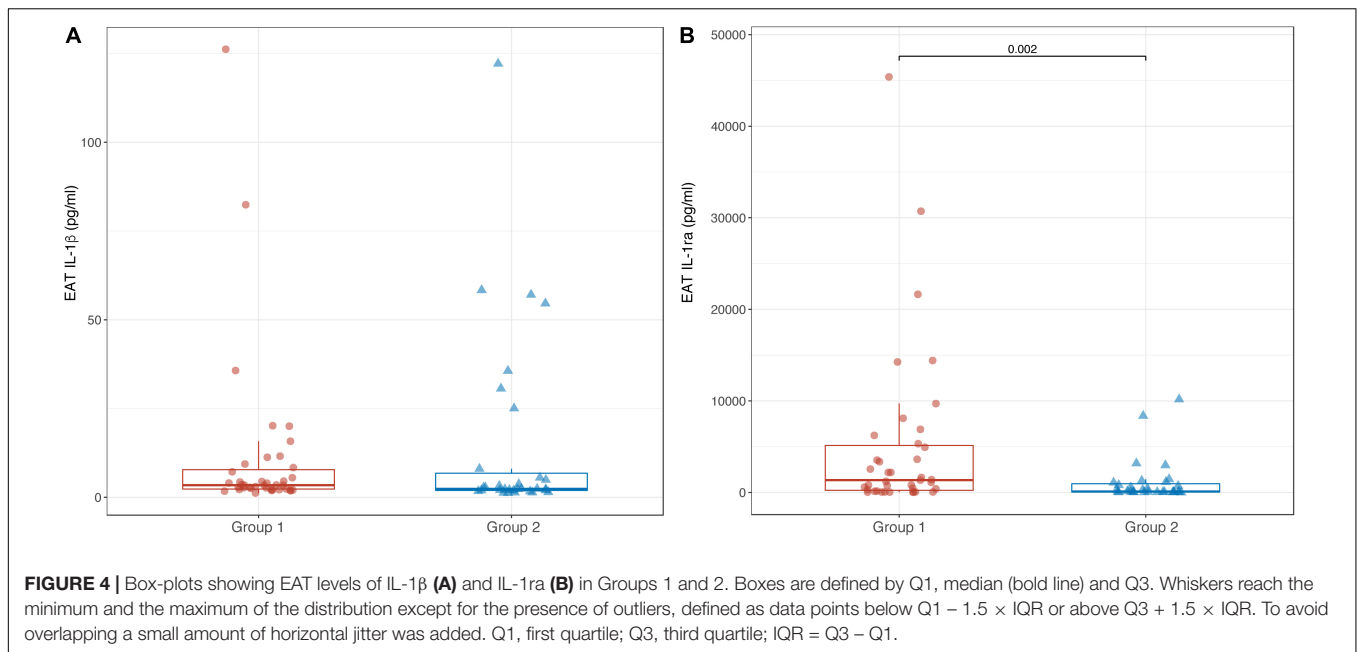 A
EAT IL-1β (pg/ml)
100
50
0
Group 1
Group 2
B
EAT IL-1ra (pg/ml)
50000
40000
30000
20000
10000
0
0.002
Group 1
Group 2
FIGURE 4 | Box-plots showing EAT levels of IL-1β (A) and IL-1ra (B) in Groups 1 and 2. Boxes are defined by Q1, median (bold line) and Q3. Whiskers reach the
minimum and the maximum of the distribution except for the presence of outliers, defined as data points below Q1 – 1.5 × IQR or above Q3 + 1.5 × IQR. To avoid
overlapping a small amount of horizontal jitter was added. Q1, first quartile; Q3, third quartile; IQR = Q3 – Q1.